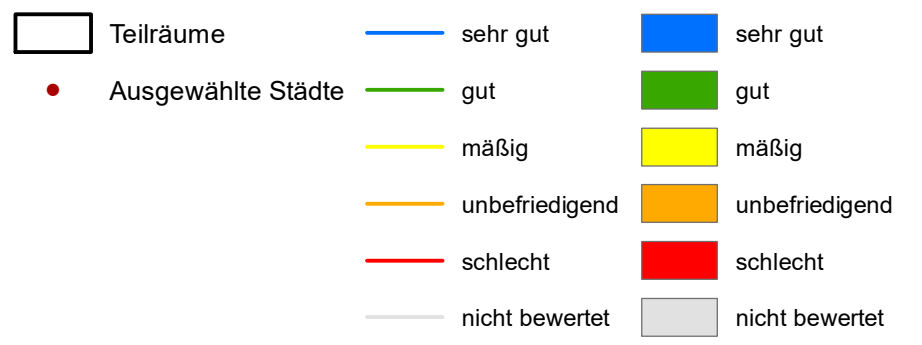 Teilräume
Ausgewählte Städte
sehr gut
gut
mäßig
unbefriedigend
schlecht
nicht bewertet
sehr gut
gut
mäßig
unbefriedigend
schlecht
nicht bewertet